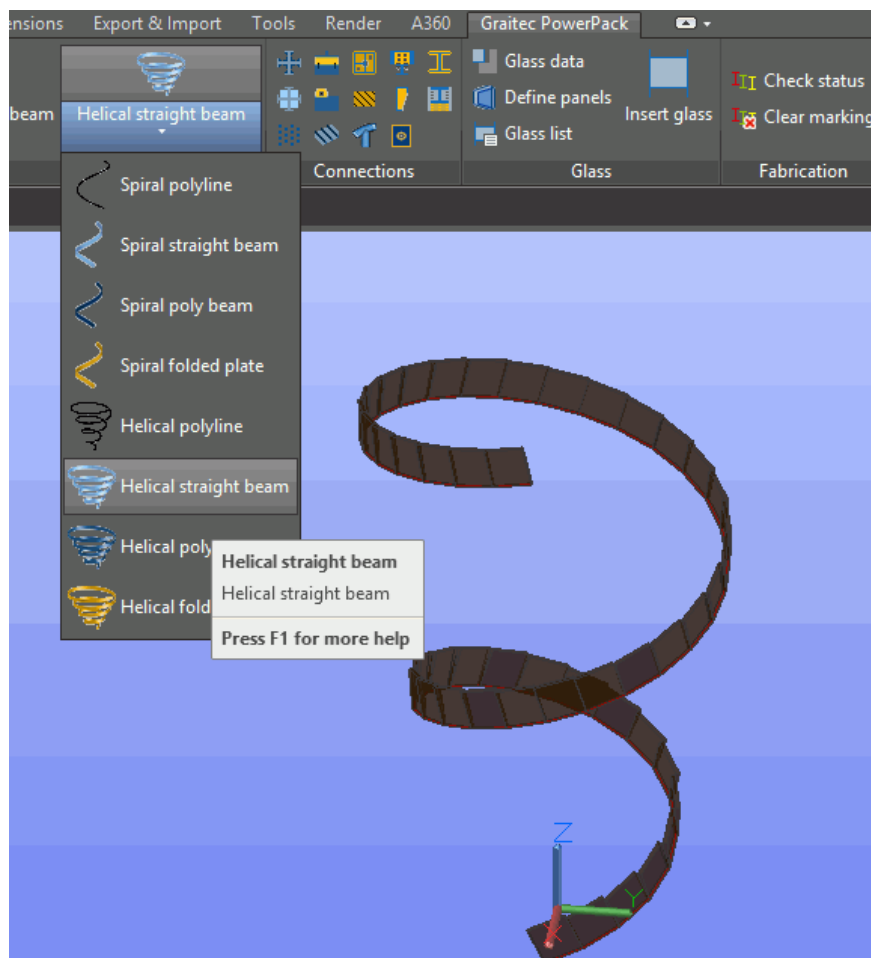 ensions Export & Import Tools Render A360 Graitec PowerPack
beam
Helical straight beam
Glass data
Define panels
Glass list
Insert glass
Check status
Clear marking
Connections Glass Fabrication
Spiral polyline
Spiral straight beam
Spiral poly beam
Spiral folded plate
Helical polyline
Helical straight beam
Helical poly
Helical fold
Helical straight beam
Helical straight beam
Press F1 for more help
Z
Y
X